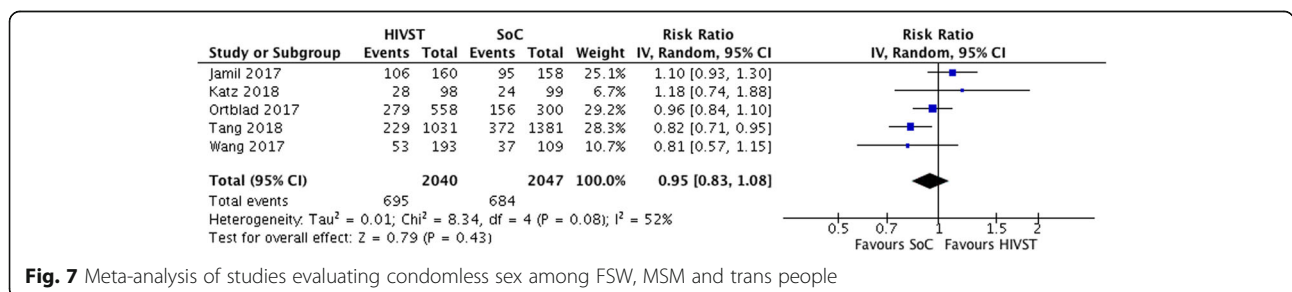 HIVST SoC Risk Ratio Risk Ratio
Study or Subgroup Events Total Events Total Weight IV, Random, 95% CI IV, Random, 95% CI
Jamil 2017 106 160 95 158 25.1% 1.10 [0.93, 1.30]
Katz 2018 28 98 24 99 6.7% 1.18 [0.74, 1.88]
Ortblad 2017 279 558 156 300 29.2% 0.96 [0.84, 1.10]
Tang 2018 229 1031 372 1381 28.3% 0.82 [0.71, 0.95]
Wang 2017 53 193 37 109 10.7% 0.81 [0.57, 1.15]
Total (95% CI) 2040 2047 100.0% 0.95 [0.83, 1.08]
Total events 695 684
Heterogeneity: Tau² = 0.01; Chi² = 8.34, df = 4 (P = 0.08); I² = 52%
Test for overall effect: Z = 0.79 (P = 0.43)
0.5 0.7 1 1.5 2
Favours SoC Favours HIVST
Fig. 7 Meta-analysis of studies evaluating condomless sex among FSW, MSM and trans people